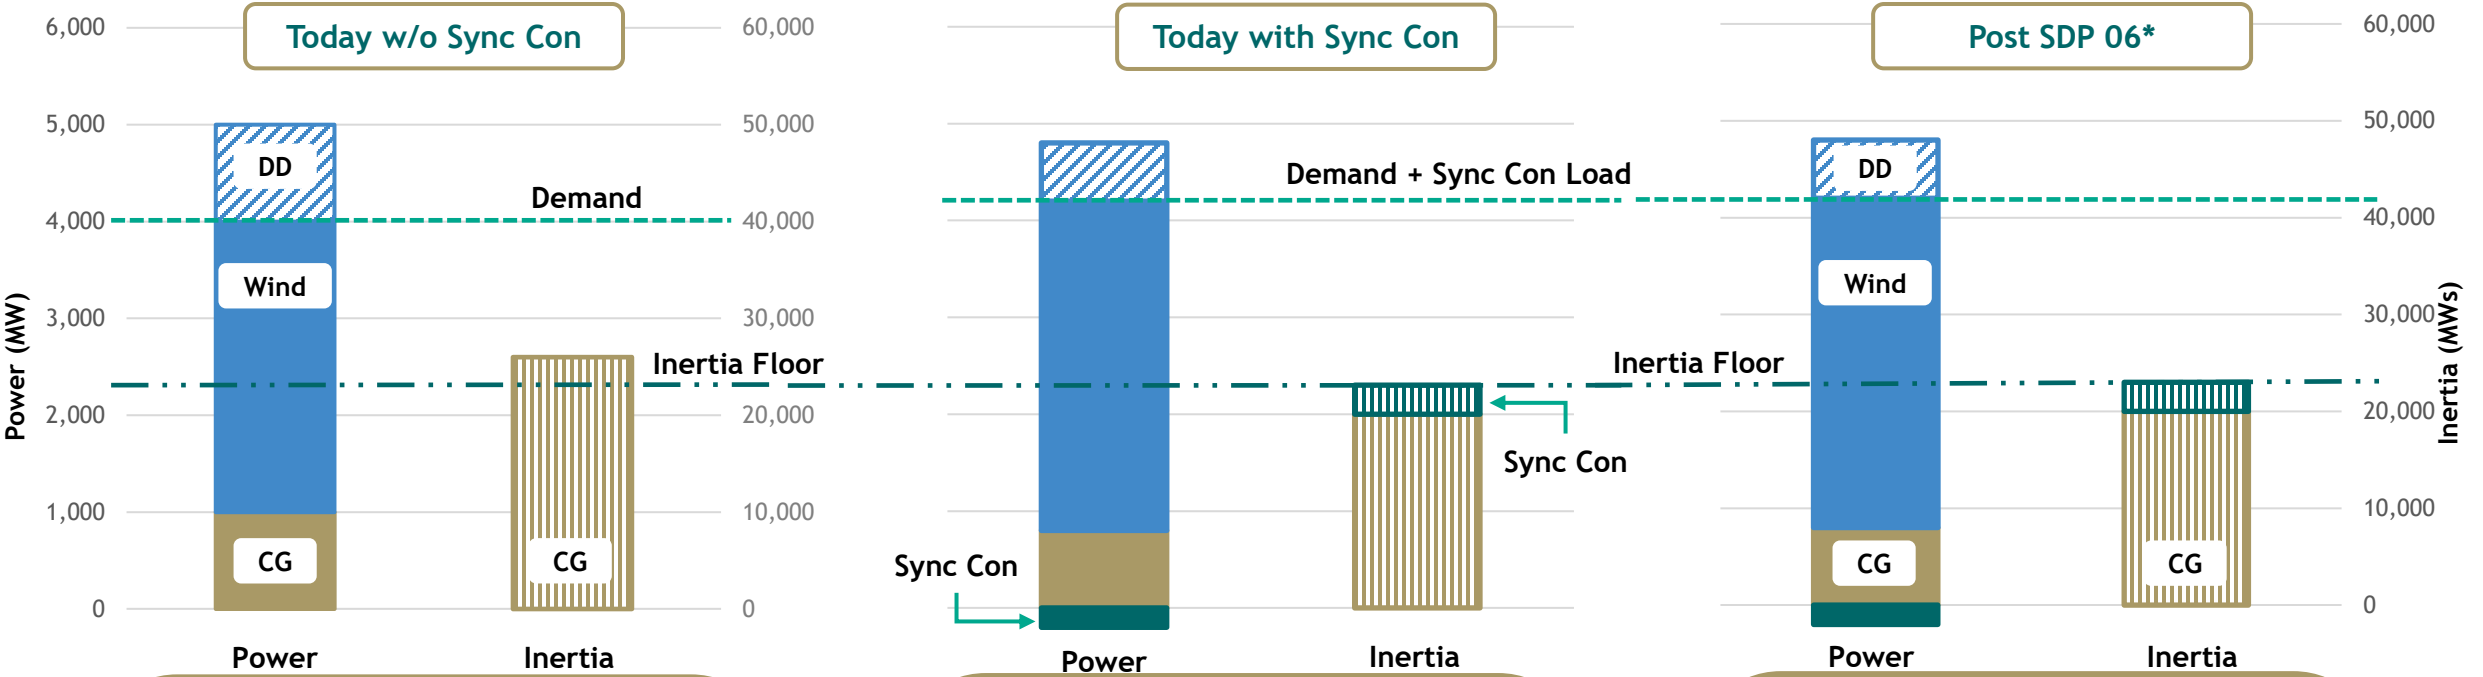 Today w/o Sync Con
Today with Sync Con
Post SDP 06*
6,000
5,000
4,000
3,000
2,000
1,000
0
Power (MW)
60,000
50,000
40,000
30,000
20,000
10,000
0
DD
Demand
Wind
Inertia Floor
CG
CG
Power
Inertia
Demand + Sync Con Load
Sync Con
Sync Con
Power
Inertia
Inertia Floor
DD
Wind
CG
CG
Power
Inertia
60,000
50,000
40,000
30,000
20,000
10,000
0
Inertia (MWs)